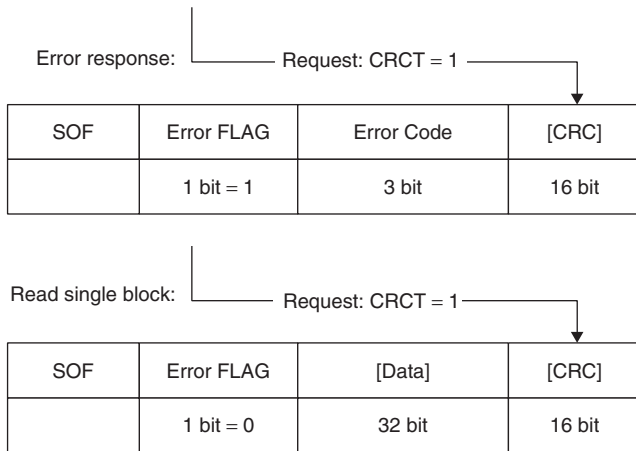 Error response:
Request: CRCT = 1
SOF Error FLAG Error Code [CRC]
1 bit = 1 3 bit 16 bit
Read single block:
Request: CRCT = 1
SOF Error FLAG [Data] [CRC]
1 bit = 0 32 bit 16 bit